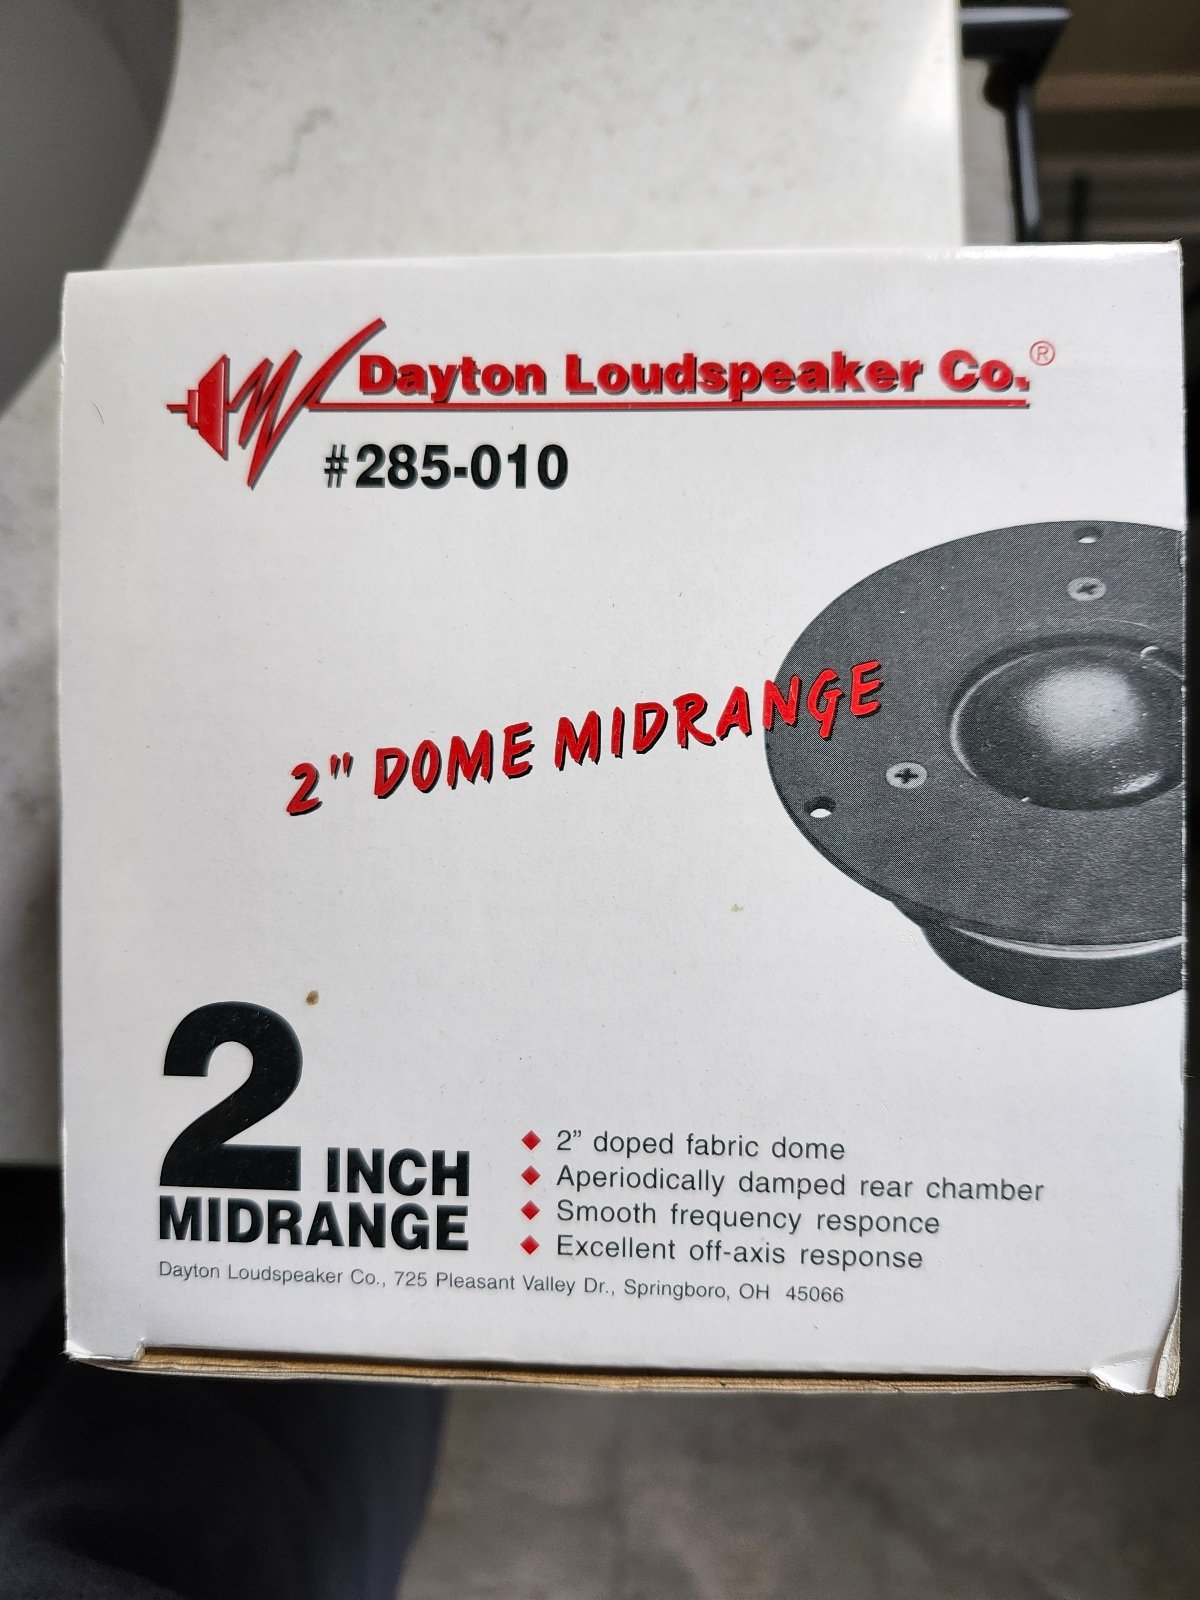 Dayton Loudspeaker Co.®
#285-010
2" DOME MIDRANGE
2 INCH
MIDRANGE
2” doped fabric dome
Aperiodically damped rear chamber
Smooth frequency responce
Excellent off-axis response
Dayton Loudspeaker Co., 725 Pleasant Valley Dr., Springboro, OH 45066